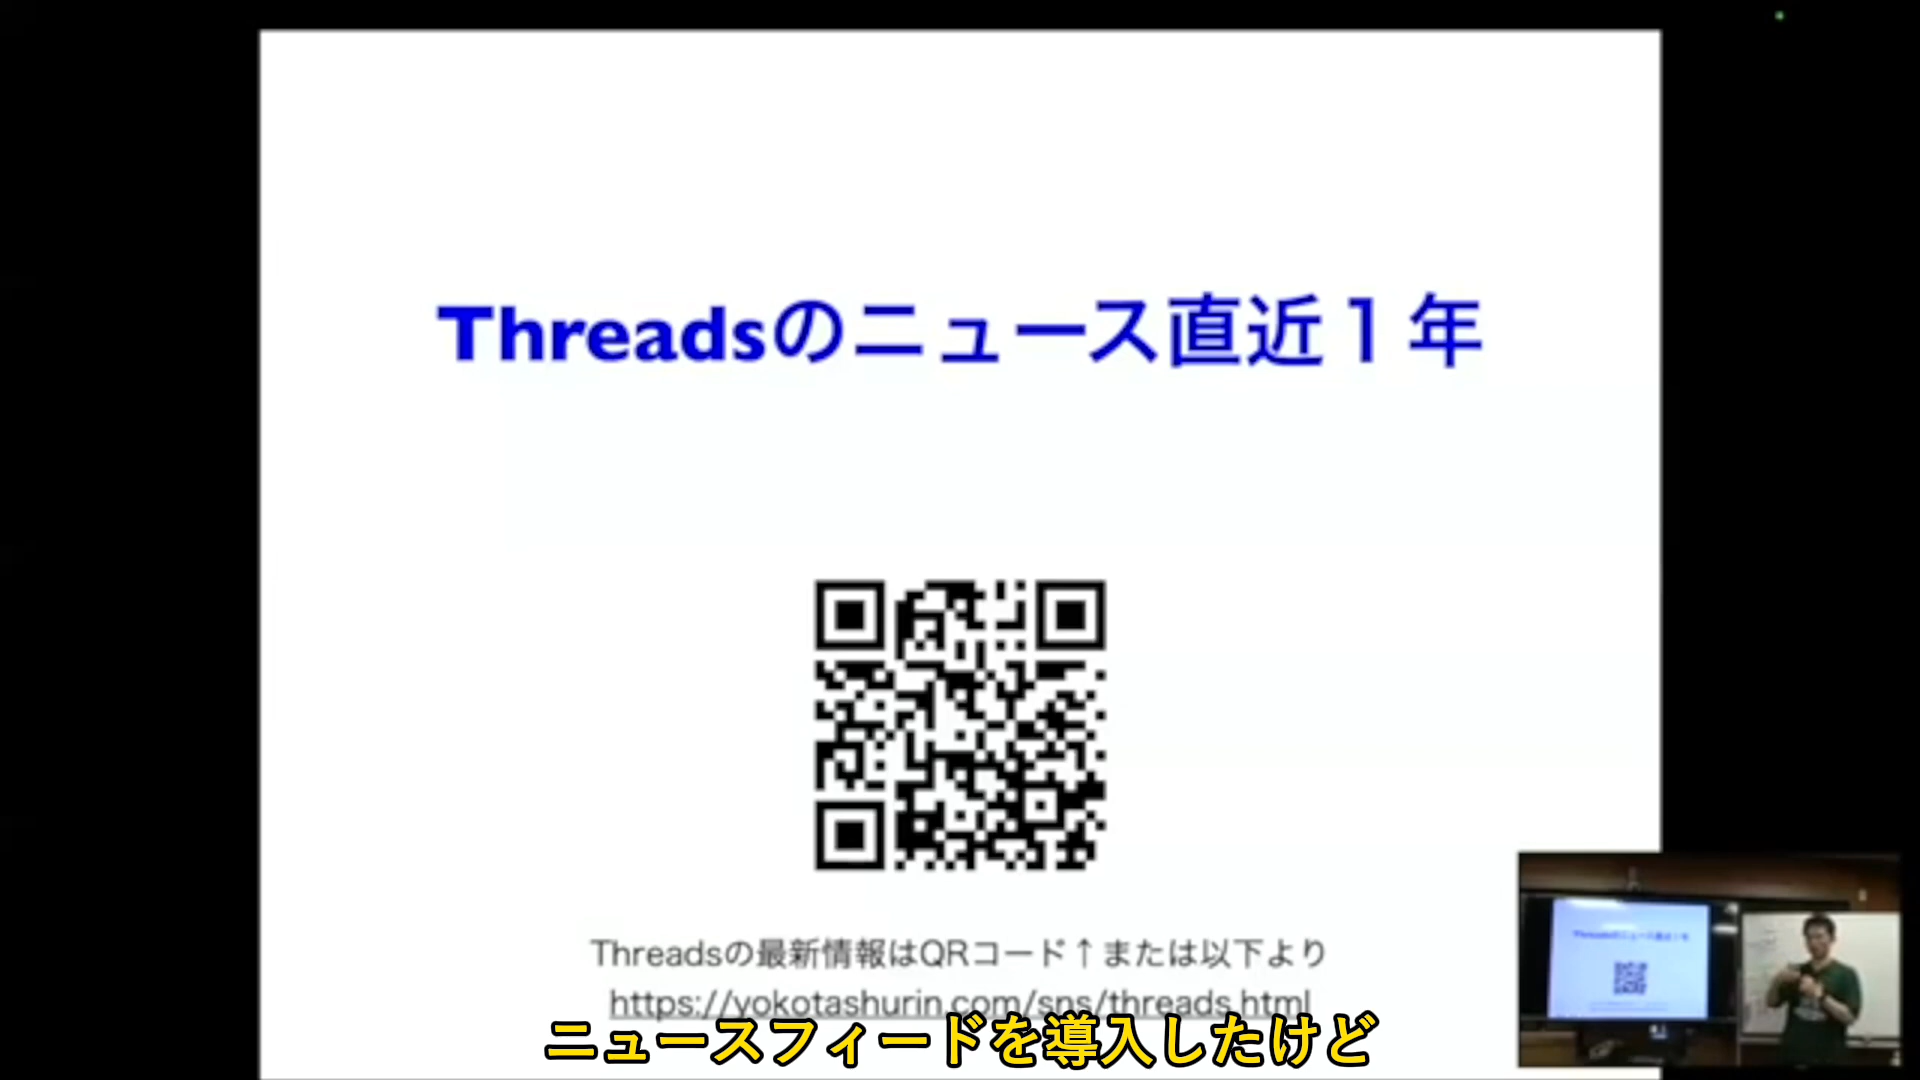 Threadsのニュース直近1年
Threadsの最新情報はQRコード↑または以下より
https://yokotashurin.com/sns/threads.html
ニュースフィードを導入したけど